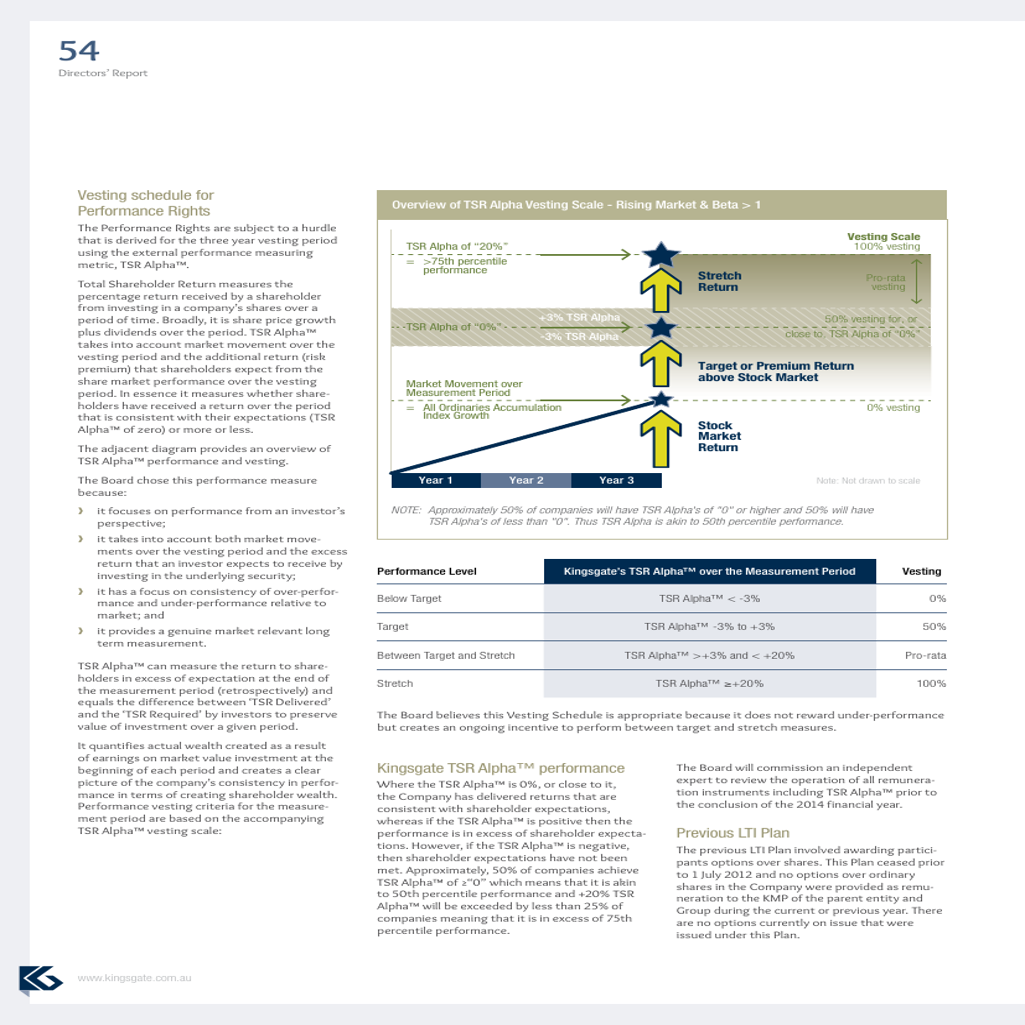 54
Directors' Report
Vesting schedule for
Performance Rights
The Performance Rights are subject to a hurdle
that is derived for the three year vesting period
using the external performance measuring
metric, TSR Alpha™.
Total Shareholder Return measures the
percentage return received by a shareholder
from investing in a company's shares over a
period of time. Broadly, it is share price growth
plus dividends over the period. TSR Alpha™
takes into account market movement over the
vesting period and the additional return (risk
premium) that shareholders expect from the
share market performance over the vesting
period. In essence it measures whether share-
holders have received a return over the period
that is consistent with their expectations (TSR
Alpha™ of zero) or more or less.
The adjacent diagram provides an overview of
TSR Alpha™ performance and vesting.
The Board chose this performance measure
because:
› it focuses on performance from an investor's
perspective;
› it takes into account both market move-
ments over the vesting period and the excess
return that an investor expects to receive by
investing in the underlying security;
› it has a focus on consistency of over-perfor-
mance and under-performance relative to
market; and
› it provides a genuine market relevant long
term measurement.
TSR Alpha™ can measure the return to share-
holders in excess of expectation at the end of
the measurement period (retrospectively) and
equals the difference between 'TSR Delivered'
and the 'TSR Required' by investors to preserve
value of investment over a given period.
It quantifies actual wealth created as a result
of earnings on market value investment at the
beginning of each period and creates a clear
picture of the company's consistency in perfor-
mance in terms of creating shareholder wealth.
Performance vesting criteria for the measure-
ment period are based on the accompanying
TSR Alpha™ vesting scale:
Overview of TSR Alpha Vesting Scale - Rising Market & Beta > 1
Vesting Scale
TSR Alpha of "20%"
100% vesting
= >75th percentile
performance
Stretch
Return
Pro-rata
vesting
+3% TSR Alpha
50% vesting for, or
TSR Alpha of "0%"
-3% TSR Alpha
close to, TSR Alpha of "0%"
Target or Premium Return
above Stock Market
Market Movement over
Measurement Period
= All Ordinaries Accumulation
Index Growth
0% vesting
Stock
Market
Return
Year 1 Year 2 Year 3
Note: Not drawn to scale
NOTE: Approximately 50% of companies will have TSR Alpha's of "0" or higher and 50% will have
TSR Alpha's of less than "0". Thus TSR Alpha is akin to 50th percentile performance.
Performance Level Kingsgate's TSR Alpha™ over the Measurement Period Vesting
Below Target TSR Alpha™ < -3% 0%
Target TSR Alpha™ -3% to +3% 50%
Between Target and Stretch TSR Alpha™ >+3% and < +20% Pro-rata
Stretch TSR Alpha™ ≥+20% 100%
The Board believes this Vesting Schedule is appropriate because it does not reward under-performance
but creates an ongoing incentive to perform between target and stretch measures.
Kingsgate TSR Alpha™ performance
Where the TSR Alpha™ is 0%, or close to it,
the Company has delivered returns that are
consistent with shareholder expectations,
whereas if the TSR Alpha™ is positive then the
performance is in excess of shareholder expecta-
tions. However, if the TSR Alpha™ is negative,
then shareholder expectations have not been
met. Approximately, 50% of companies achieve
TSR Alpha™ of ≥"0" which means that it is akin
to 50th percentile performance and +20% TSR
Alpha™ will be exceeded by less than 25% of
companies meaning that it is in excess of 75th
percentile performance.
The Board will commission an independent
expert to review the operation of all remunera-
tion instruments including TSR Alpha™ prior to
the conclusion of the 2014 financial year.
Previous LTI Plan
The previous LTI Plan involved awarding partici-
pants options over shares. This Plan ceased prior
to 1 July 2012 and no options over ordinary
shares in the Company were provided as remu-
neration to the KMP of the parent entity and
Group during the current or previous year. There
are no options currently on issue that were
issued under this Plan.
www.kingsgate.com.au